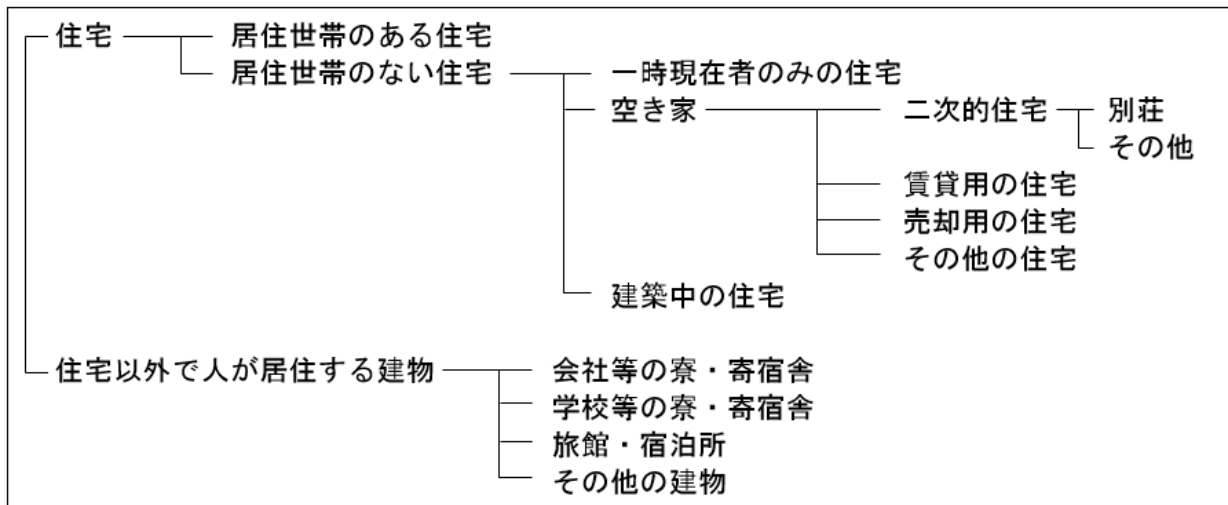 住宅 居住世帯のある住宅
居住世帯のない住宅 一時現在者のみの住宅
空き家 二次的住宅 別荘
その他
賃貸用の住宅
売却用の住宅
その他の住宅
建築中の住宅
住宅以外で人が居住する建物 会社等の寮・寄宿舎
学校等の寮・寄宿舎
旅館・宿泊所
その他の建物